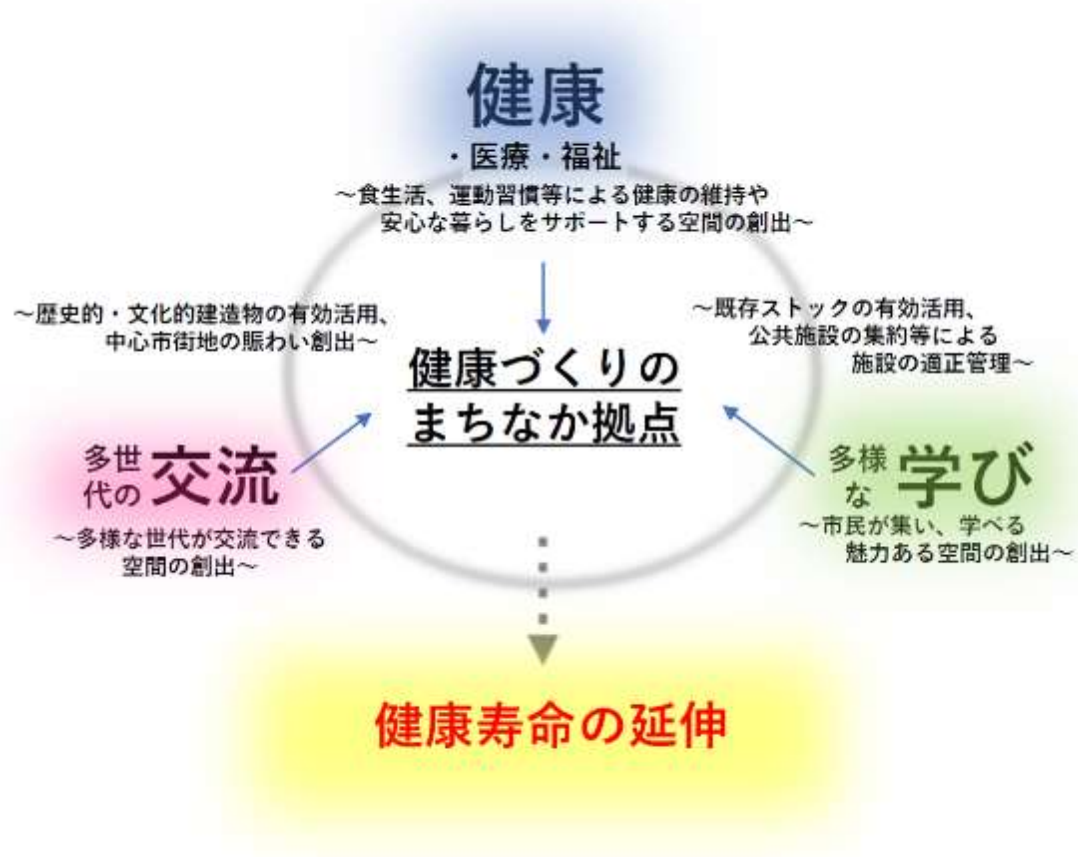 健康
・医療・福祉
～食生活、運動習慣等による健康の維持や
安心な暮らしをサポートする空間の創出～
～歴史的・文化的建造物の有効活用、
中心市街地の賑わい創出～
～既存ストックの有効活用、
公共施設の集約等による
施設の適正管理～
健康づくりの
まちなか拠点
多世
代の
交流
～多様な世代が交流できる
空間の創出～
多様
な
学び
～市民が集い、学べる
魅力ある空間の創出～
健康寿命の延伸